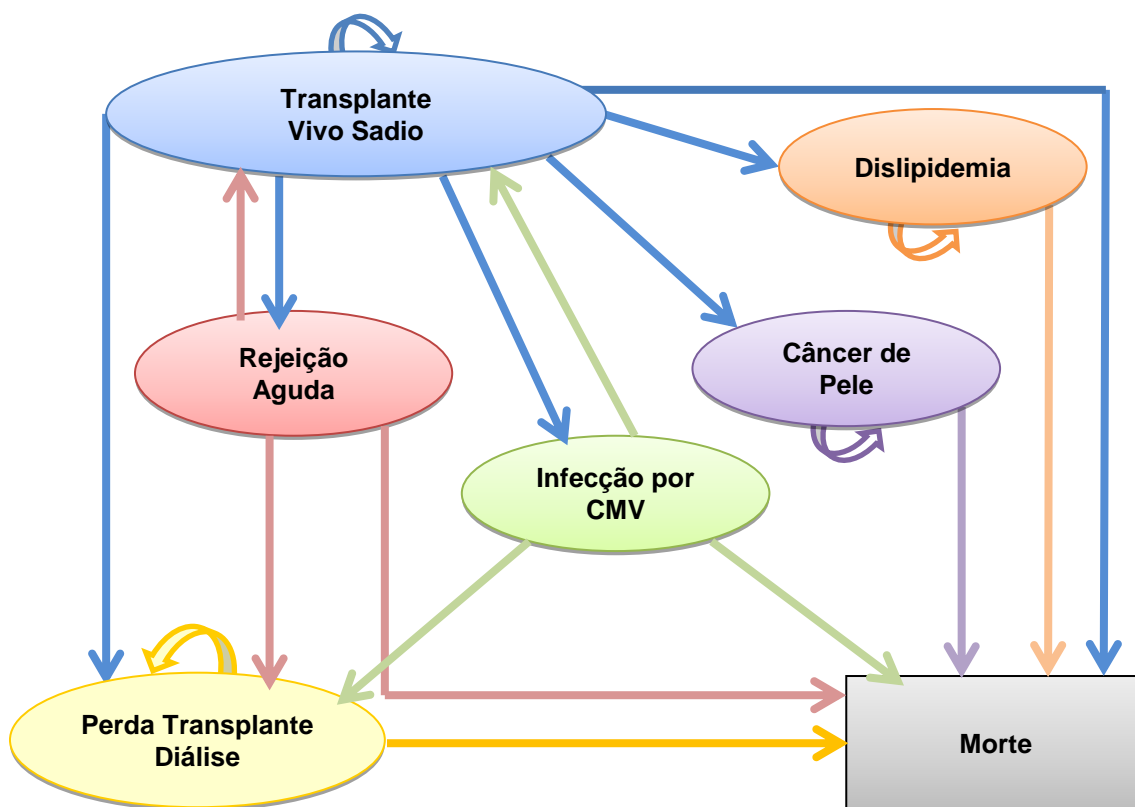 Transplante
Vivo Sadio
Dislipidemia
Rejeição
Aguda
Câncer de
Pele
Infecção por
CMV
Perda Transplante
Diálise
Morte